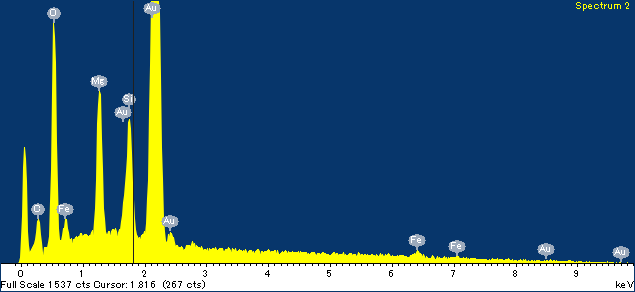 Spectrum 2
Au
O
Mg
Si
Au
C
Fe
Au
Fe
Fe
Au
Au
0 1 2 3 4 5 6 7 8 9
Full Scale 1537 cts Cursor: 1.816 (267 cts) keV